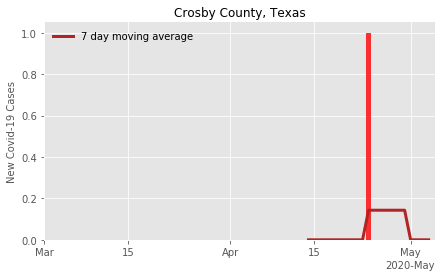 Crosby County, Texas
7 day moving average
New Covid-19 Cases
1.0
0.8
0.6
0.4
0.2
0.0
Mar 15 Apr 15 May
2020-May